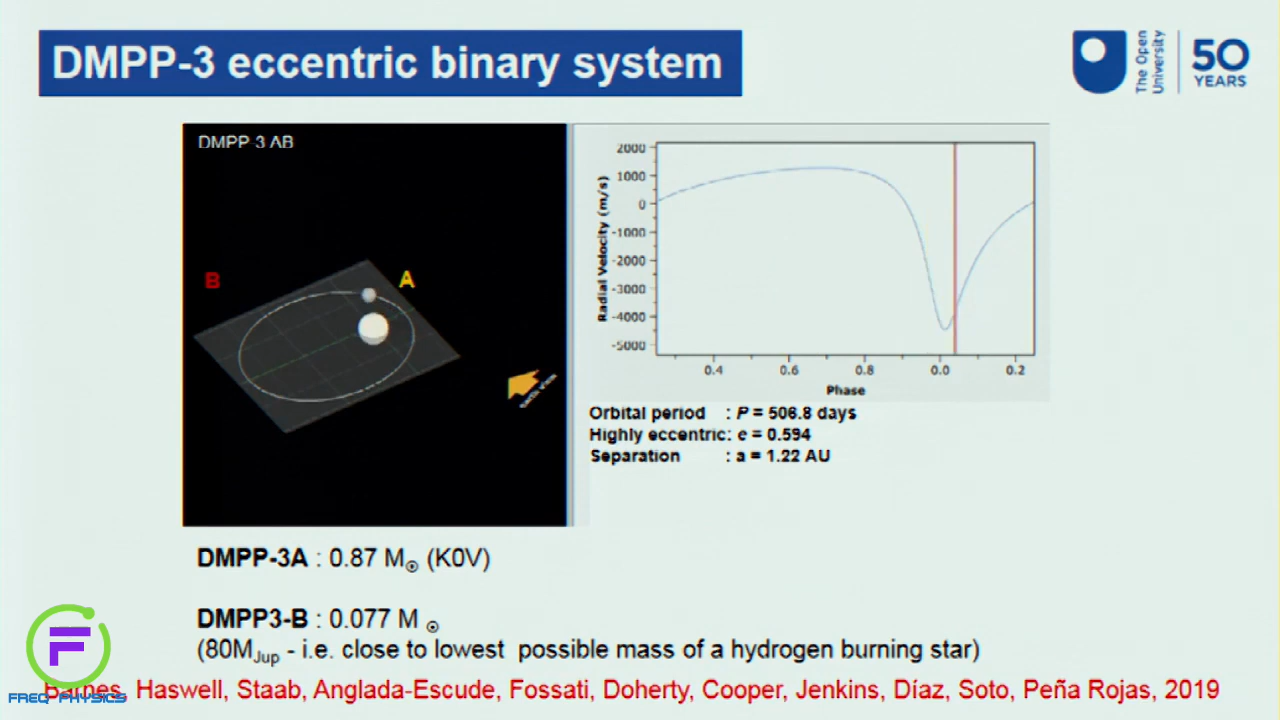 DMPP-3 eccentric binary system
The Open
University
50
YEARS
DMPP-3 AB
B
A
earth view
Radial Velocity (m/s)
2000
1000
0
-1000
-2000
-3000
-4000
-5000
0.4 0.6 0.8 0.0 0.2
Phase
Orbital period : P = 506.8 days
Highly eccentric: e = 0.594
Separation : a = 1.22 AU
DMPP-3A : 0.87 M☉ (K0V)
DMPP3-B : 0.077 M ☉
(80MJup - i.e. close to lowest possible mass of a hydrogen burning star)
Barnes, Haswell, Staab, Anglada-Escude, Fossati, Doherty, Cooper, Jenkins, Díaz, Soto, Peña Rojas, 2019
FREQ-PHYSICS